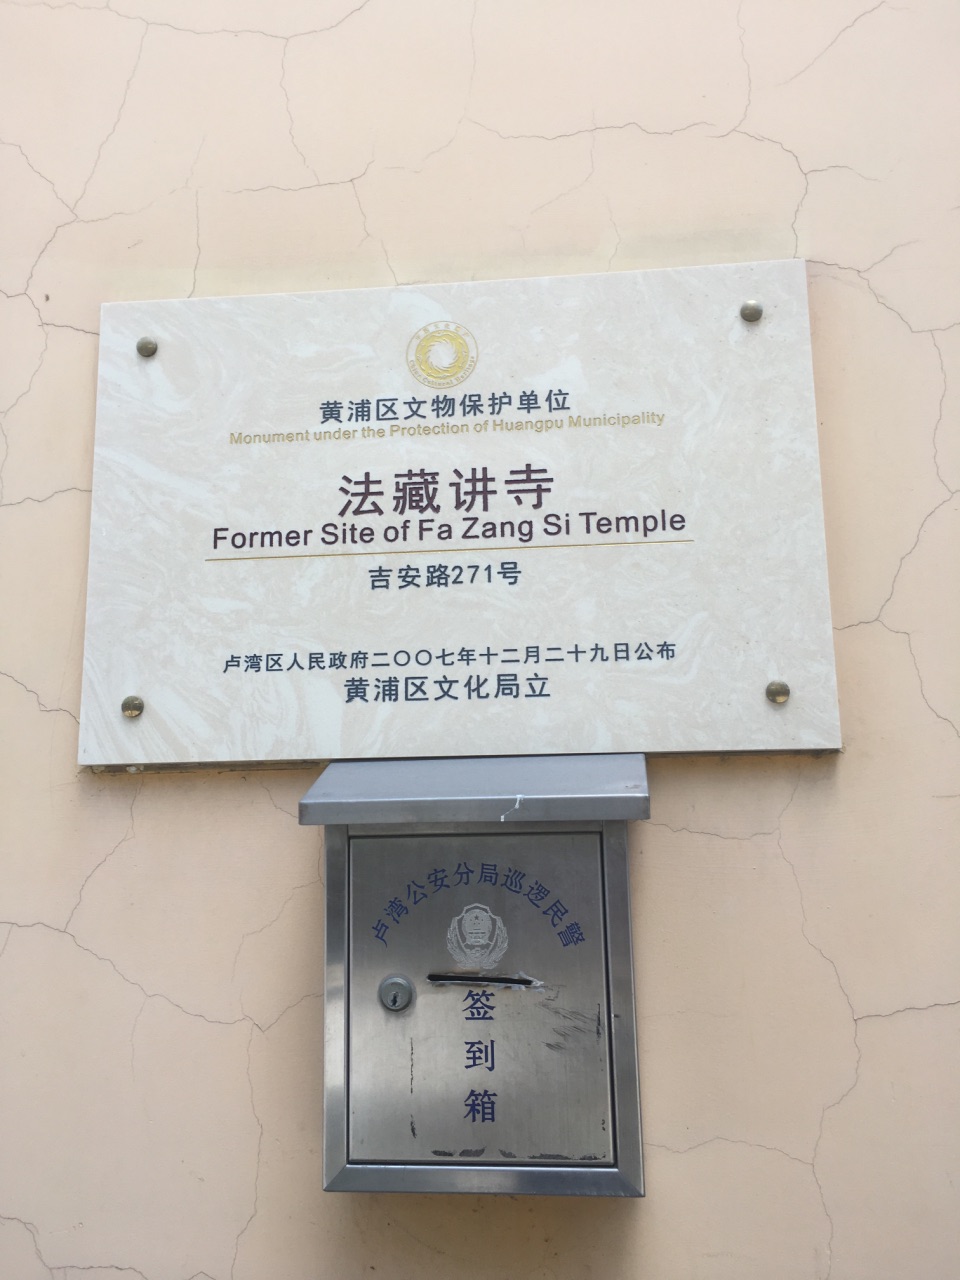 黄浦区文物保护单位
Monument under the Protection of Huangpu Municipality
法藏讲寺
Former Site of Fa Zang Si Temple
吉安路271号
卢湾区人民政府二〇〇七年十二月二十九日公布
黄浦区文化局立
卢湾公安分局巡逻民警
签到箱